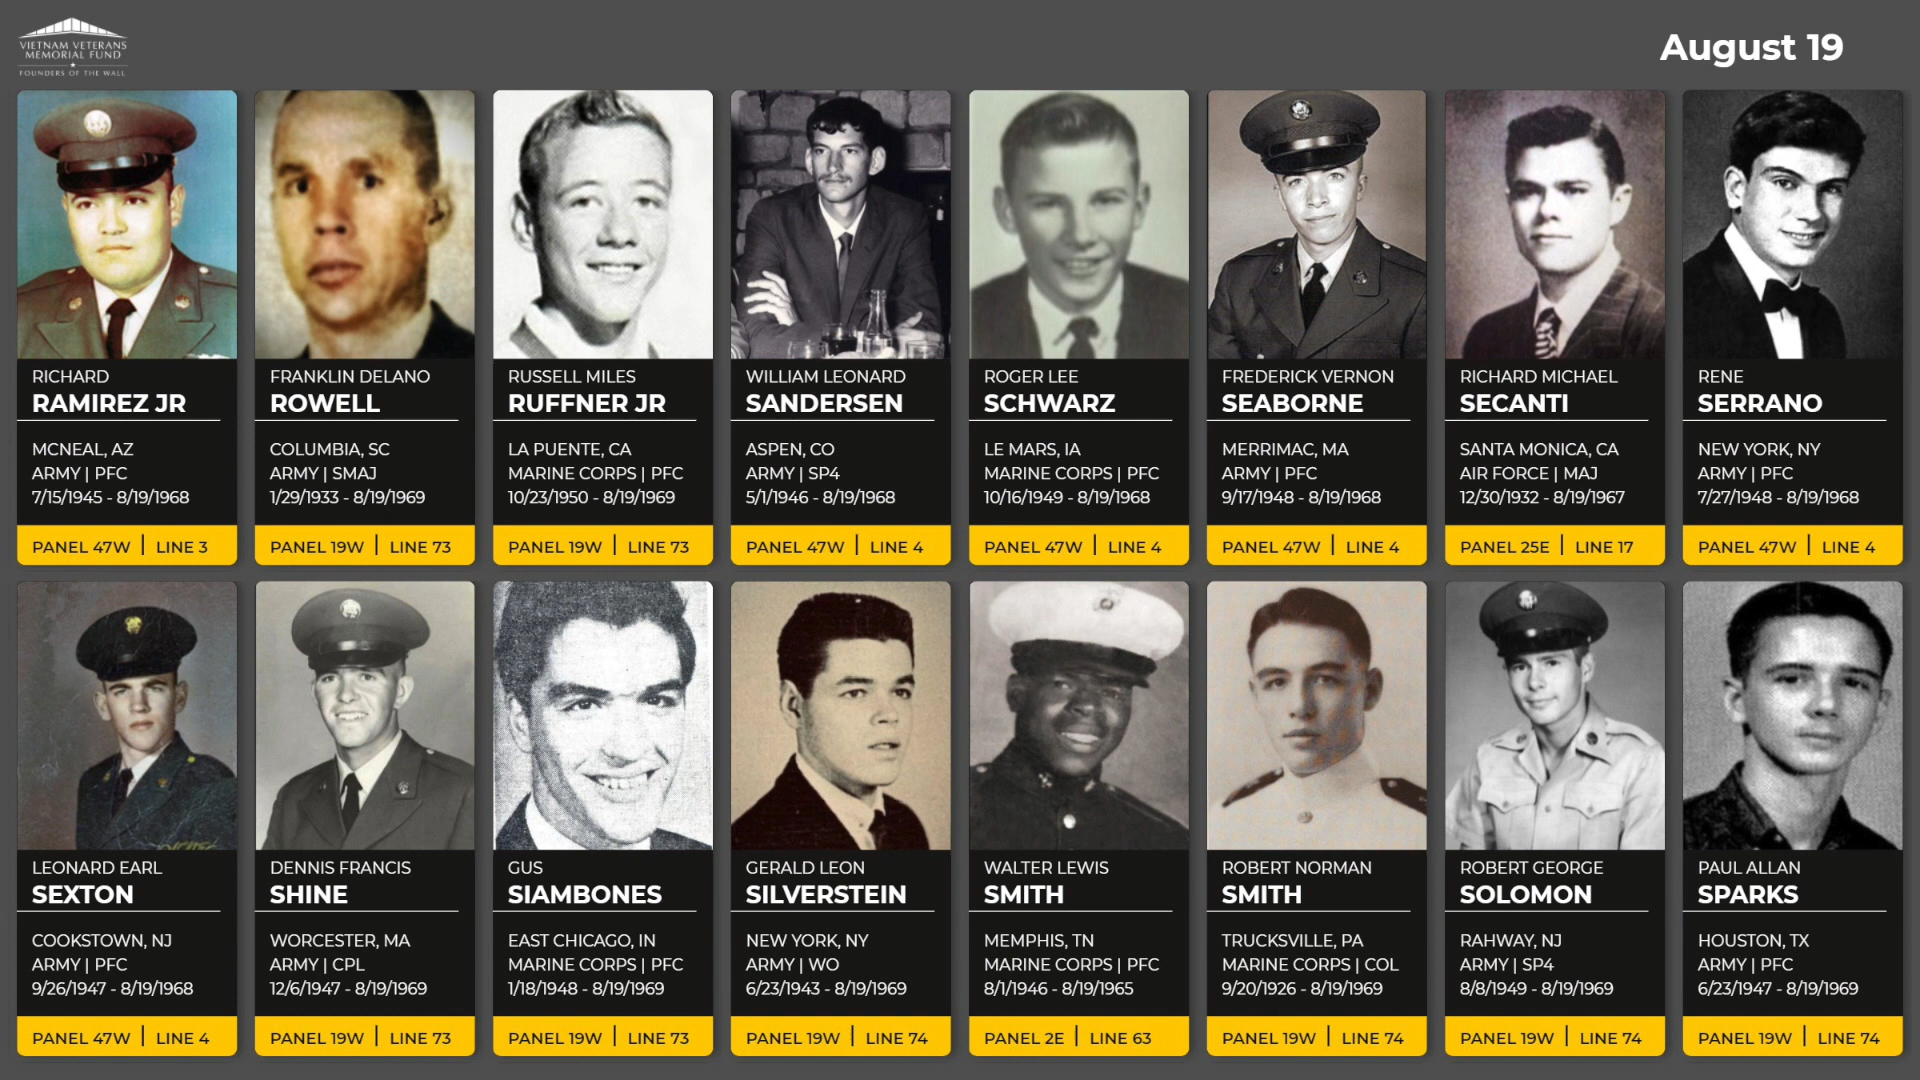 VIETNAM VETERANS
MEMORIAL FUND
FOUNDERS OF THE WALL
August 19
RICHARD
RAMIREZ JR
MCNEAL, AZ
ARMY | PFC
7/15/1945 - 8/19/1968
PANEL 47W | LINE 3
FRANKLIN DELANO
ROWELL
COLUMBIA, SC
ARMY | SMAJ
1/29/1933 - 8/19/1969
PANEL 19W | LINE 73
RUSSELL MILES
RUFFNER JR
LA PUENTE, CA
MARINE CORPS | PFC
10/23/1950 - 8/19/1969
PANEL 19W | LINE 73
WILLIAM LEONARD
SANDERSEN
ASPEN, CO
ARMY | SP4
5/1/1946 - 8/19/1968
PANEL 47W | LINE 4
ROGER LEE
SCHWARZ
LE MARS, IA
MARINE CORPS | PFC
10/16/1949 - 8/19/1968
PANEL 47W | LINE 4
FREDERICK VERNON
SEABORNE
MERRIMAC, MA
ARMY | PFC
9/17/1948 - 8/19/1968
PANEL 47W | LINE 4
RICHARD MICHAEL
SECANTI
SANTA MONICA, CA
AIR FORCE | MAJ
12/30/1932 - 8/19/1967
PANEL 25E | LINE 17
RENE
SERRANO
NEW YORK, NY
ARMY | PFC
7/27/1948 - 8/19/1968
PANEL 47W | LINE 4
LEONARD EARL
SEXTON
COOKSTOWN, NJ
ARMY | PFC
9/26/1947 - 8/19/1968
PANEL 47W | LINE 4
DENNIS FRANCIS
SHINE
WORCESTER, MA
ARMY | CPL
12/6/1947 - 8/19/1969
PANEL 19W | LINE 73
GUS
SIAMBONES
EAST CHICAGO, IN
MARINE CORPS | PFC
1/18/1948 - 8/19/1969
PANEL 19W | LINE 73
GERALD LEON
SILVERSTEIN
NEW YORK, NY
ARMY | WO
6/23/1943 - 8/19/1969
PANEL 19W | LINE 74
WALTER LEWIS
SMITH
MEMPHIS, TN
MARINE CORPS | PFC
8/1/1946 - 8/19/1965
PANEL 2E | LINE 63
ROBERT NORMAN
SMITH
TRUCKSVILLE, PA
MARINE CORPS | COL
9/20/1926 - 8/19/1969
PANEL 19W | LINE 74
ROBERT GEORGE
SOLOMON
RAHWAY, NJ
ARMY | SP4
8/8/1949 - 8/19/1969
PANEL 19W | LINE 74
PAUL ALLAN
SPARKS
HOUSTON, TX
ARMY | PFC
6/23/1947 - 8/19/1969
PANEL 19W | LINE 74